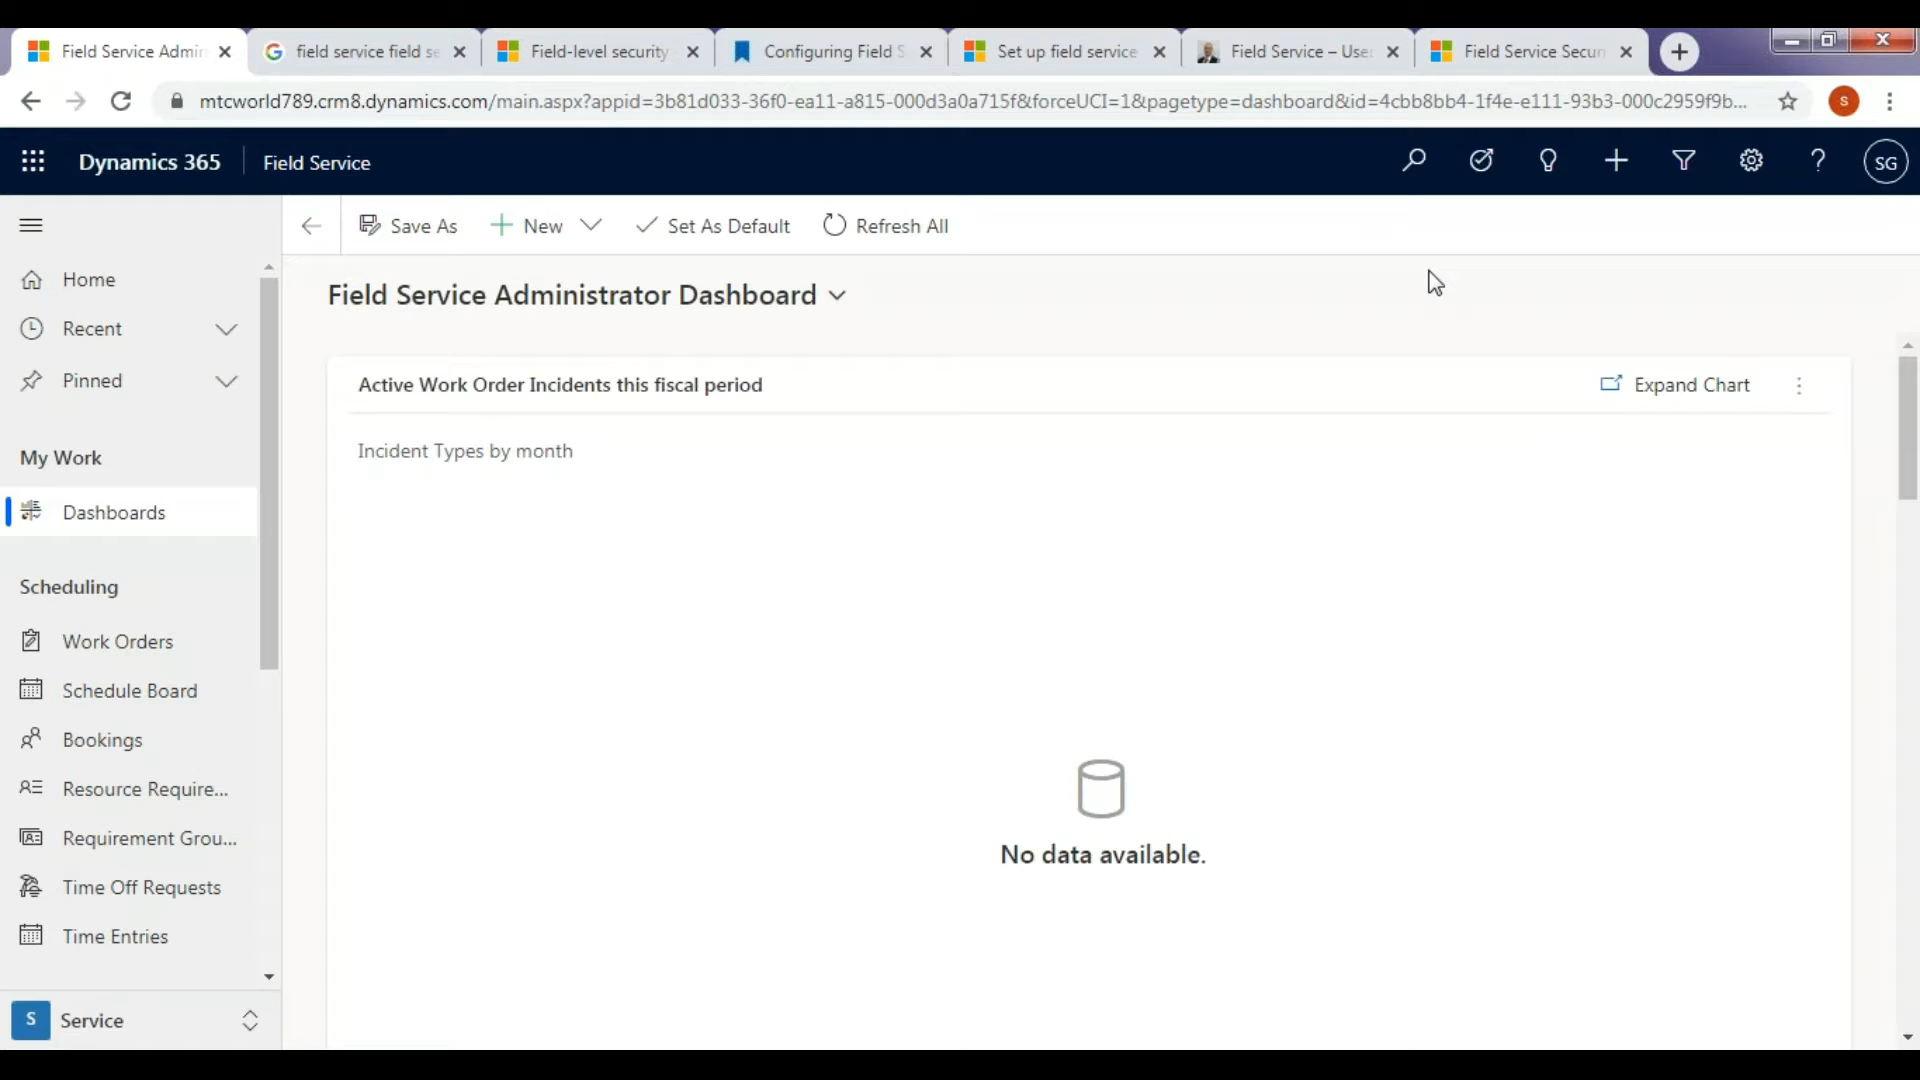 Field Service Admin
field service field se
Field-level security
Configuring Field S
Set up field service
Field Service – User
Field Service Secur
mtcworld789.crm8.dynamics.com/main.aspx?appid=3b81d033-36f0-ea11-a815-000d3a0a715f&forceUCI=1&pagetype=dashboard&id=4cbb8bb4-1f4e-e111-93b3-000c2959f9b...
S
Dynamics 365
Field Service
SG
Save As
New
Set As Default
Refresh All
Home
Recent
Pinned
My Work
Dashboards
Scheduling
Work Orders
Schedule Board
Bookings
Resource Require...
Requirement Grou...
Time Off Requests
Time Entries
S
Service
Field Service Administrator Dashboard
Active Work Order Incidents this fiscal period
Expand Chart
Incident Types by month
No data available.